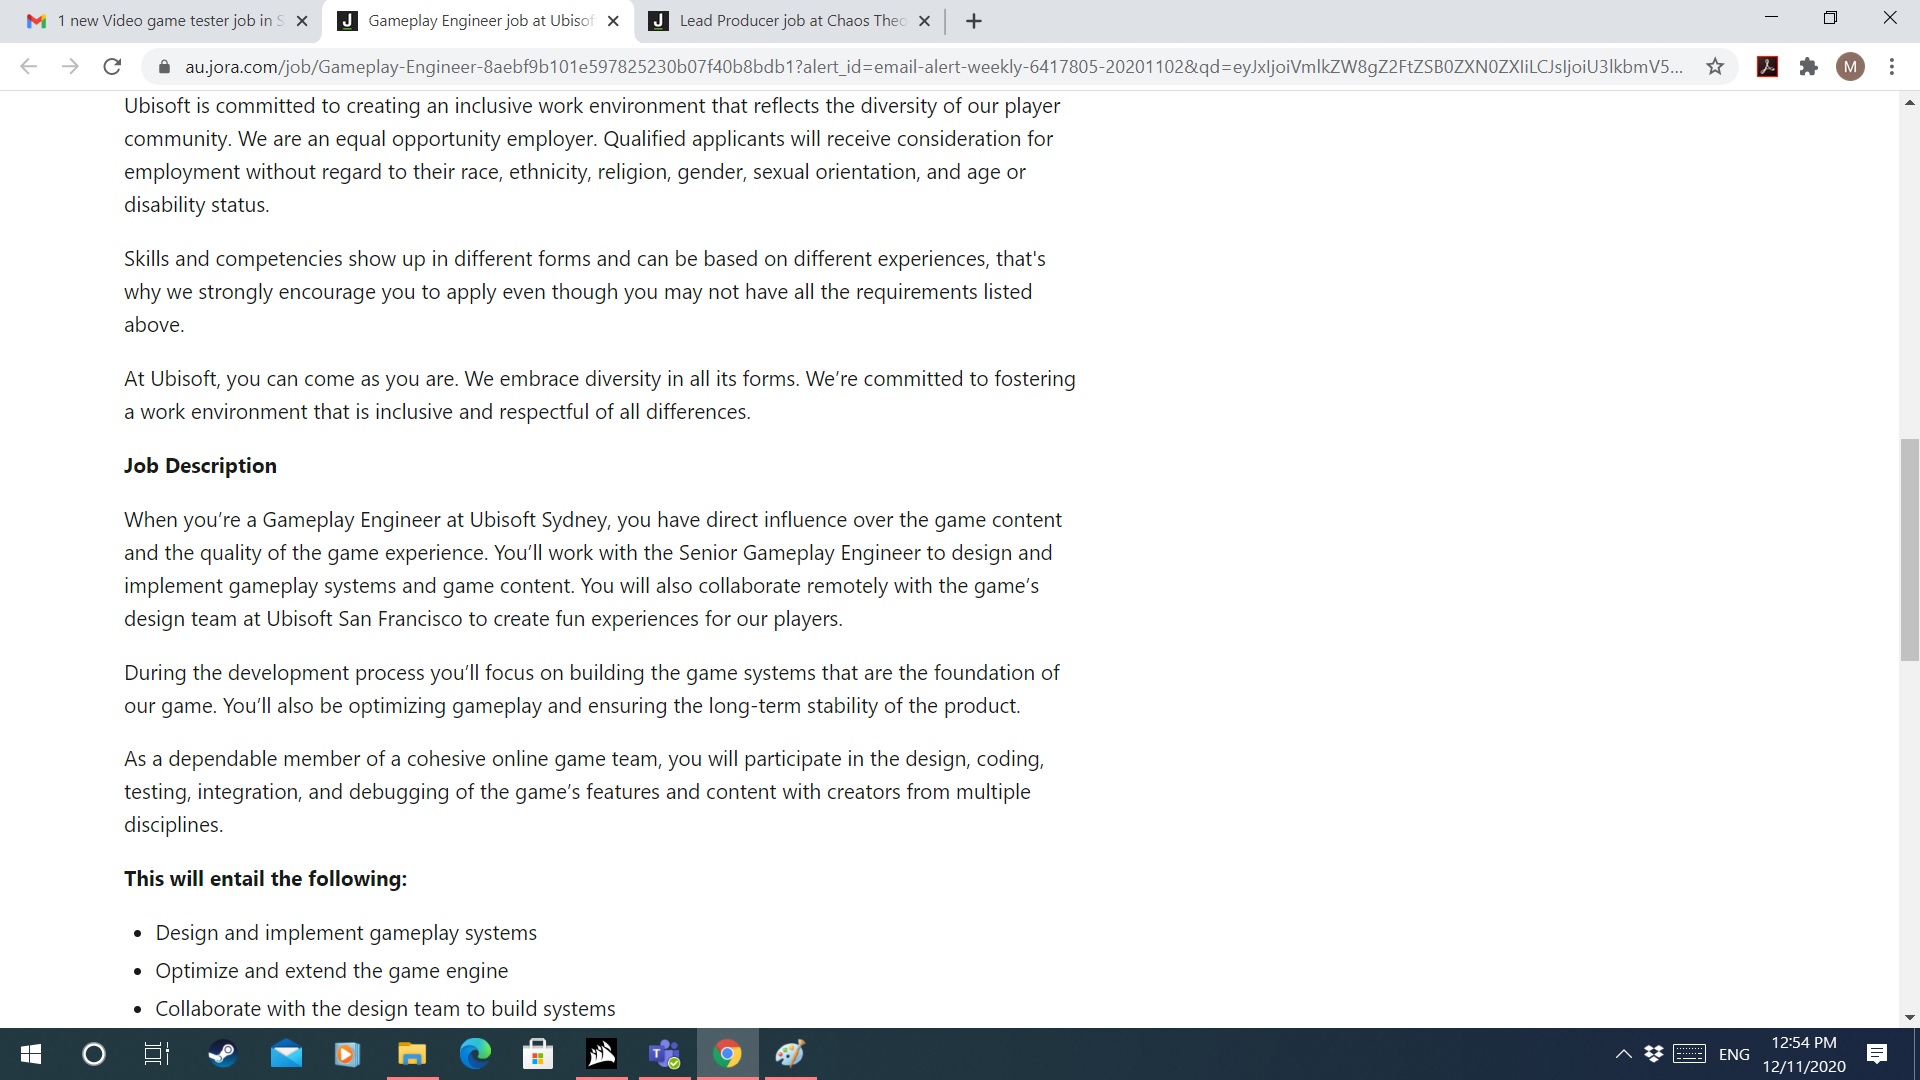 1 new Video game tester job in S
Gameplay Engineer job at Ubisof
Lead Producer job at Chaos Theo
au.jora.com/job/Gameplay-Engineer-8aebf9b101e597825230b07f40b8bdb1?alert_id=email-alert-weekly-6417805-20201102&qd=eyJxIjoiVmlkZW8gZ2FtZSB0ZXN0ZXIiLCJsIjoiU3lkbmV5...
M
Ubisoft is committed to creating an inclusive work environment that reflects the diversity of our player
community. We are an equal opportunity employer. Qualified applicants will receive consideration for
employment without regard to their race, ethnicity, religion, gender, sexual orientation, and age or
disability status.
Skills and competencies show up in different forms and can be based on different experiences, that's
why we strongly encourage you to apply even though you may not have all the requirements listed
above.
At Ubisoft, you can come as you are. We embrace diversity in all its forms. We’re committed to fostering
a work environment that is inclusive and respectful of all differences.
Job Description
When you’re a Gameplay Engineer at Ubisoft Sydney, you have direct influence over the game content
and the quality of the game experience. You’ll work with the Senior Gameplay Engineer to design and
implement gameplay systems and game content. You will also collaborate remotely with the game’s
design team at Ubisoft San Francisco to create fun experiences for our players.
During the development process you’ll focus on building the game systems that are the foundation of
our game. You’ll also be optimizing gameplay and ensuring the long-term stability of the product.
As a dependable member of a cohesive online game team, you will participate in the design, coding,
testing, integration, and debugging of the game’s features and content with creators from multiple
disciplines.
This will entail the following:
• Design and implement gameplay systems
• Optimize and extend the game engine
• Collaborate with the design team to build systems
ENG
12:54 PM
12/11/2020